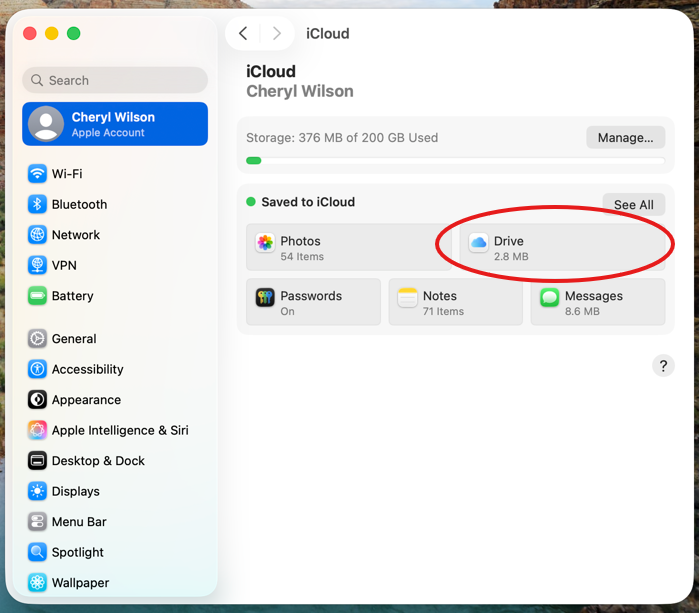 iCloud
Search
Cheryl Wilson
Apple Account
Wi-Fi
Bluetooth
Network
VPN
Battery
General
Accessibility
Appearance
Apple Intelligence & Siri
Desktop & Dock
Displays
Menu Bar
Spotlight
Wallpaper
iCloud
Cheryl Wilson
Storage: 376 MB of 200 GB Used
Manage...
Saved to iCloud
See All
Photos
54 Items
Drive
2.8 MB
Passwords
On
Notes
71 Items
Messages
8.6 MB
?